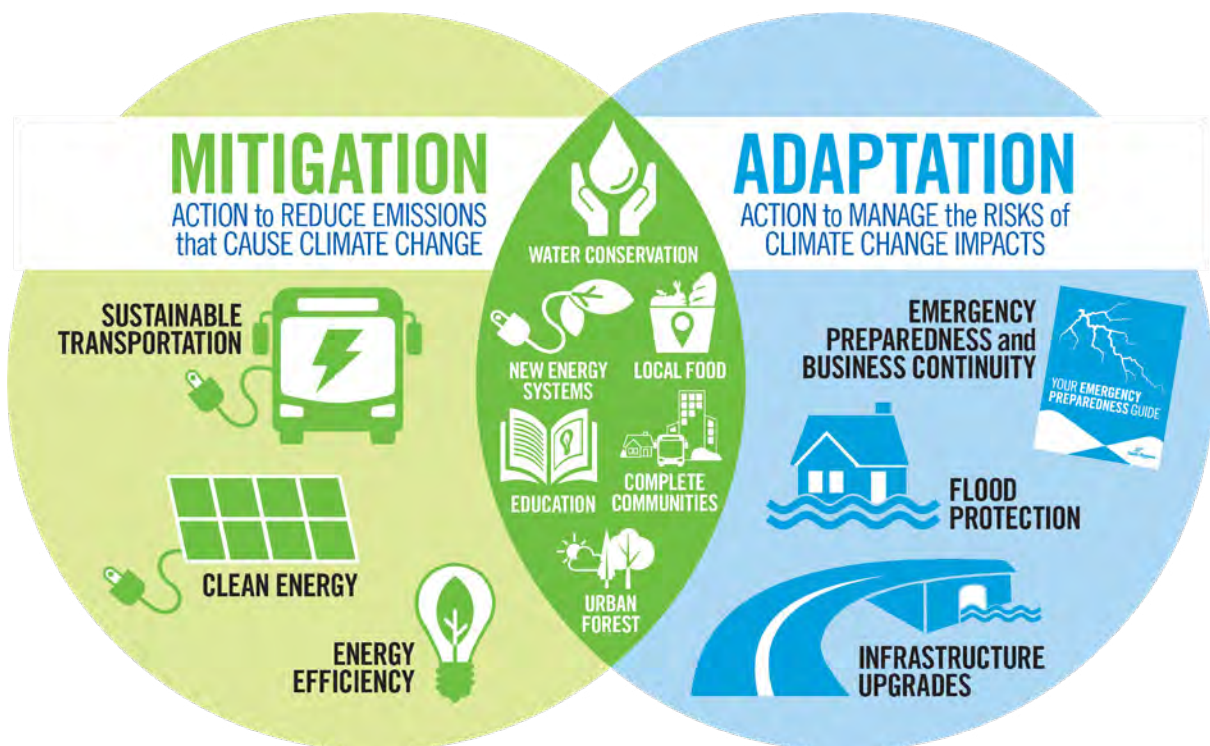 MITIGATION
ACTION to REDUCE EMISSIONS
that CAUSE CLIMATE CHANGE
SUSTAINABLE
TRANSPORTATION
CLEAN ENERGY
ENERGY
EFFICIENCY
WATER CONSERVATION
NEW ENERGY
SYSTEMS
LOCAL FOOD
EDUCATION
COMPLETE
COMMUNITIES
URBAN
FOREST
ADAPTATION
ACTION to MANAGE the RISKS of
CLIMATE CHANGE IMPACTS
EMERGENCY
PREPAREDNESS and
BUSINESS CONTINUITY
YOUR EMERGENCY
PREPAREDNESS GUIDE
FLOOD
PROTECTION
INFRASTRUCTURE
UPGRADES